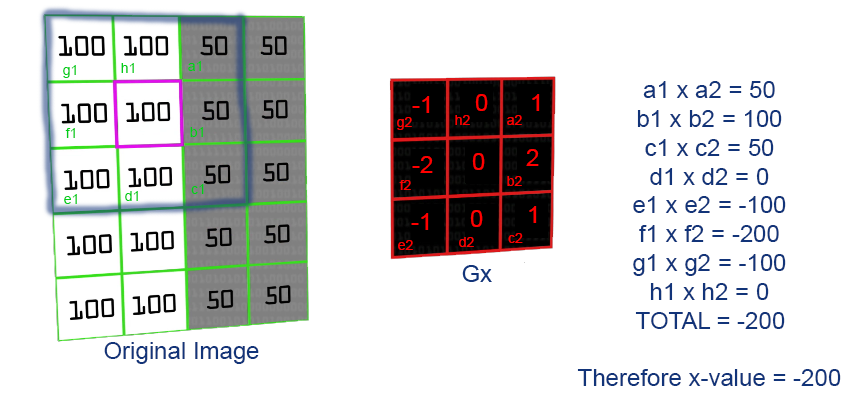 100 100 50 50
g1 h1 a1
100 100 50 50
f1 b1
100 100 50 50
e1 d1 c1
100 100 50 50
100 100 50 50
Original Image
-1 0 1
g2 h2 a2
-2 0 2
f2 b2
-1 0 1
e2 d2 c2
Gx
a1 x a2 = 50
b1 x b2 = 100
c1 x c2 = 50
d1 x d2 = 0
e1 x e2 = -100
f1 x f2 = -200
g1 x g2 = -100
h1 x h2 = 0
TOTAL = -200
Therefore x-value = -200